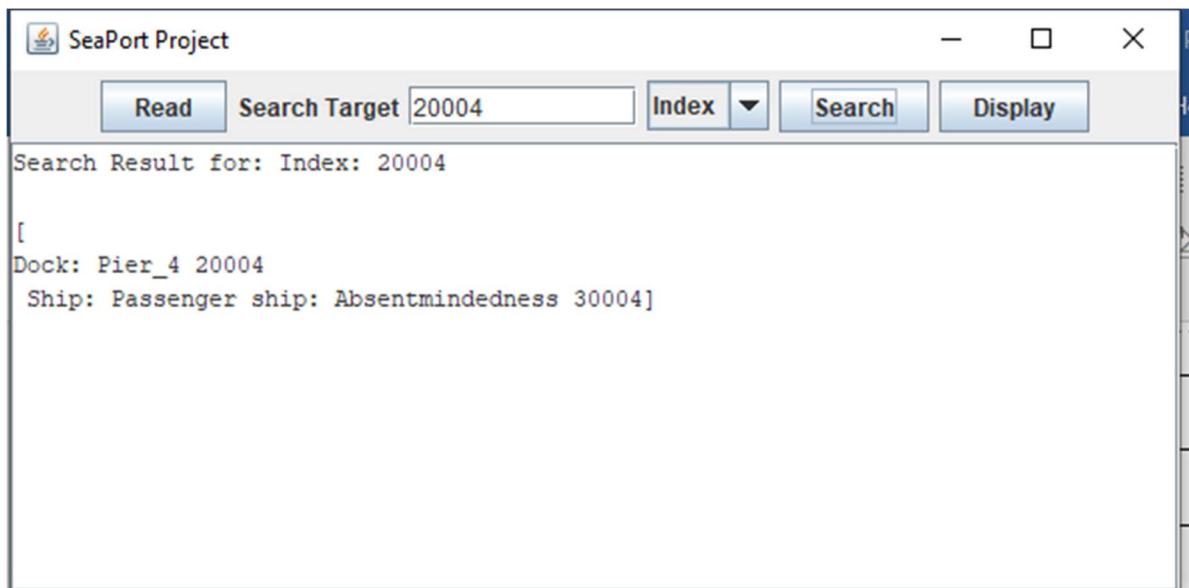 SeaPort Project
Read Search Target 20004 Index Search Display
Search Result for: Index: 20004
[
Dock: Pier_4 20004
 Ship: Passenger ship: Absentmindedness 30004]